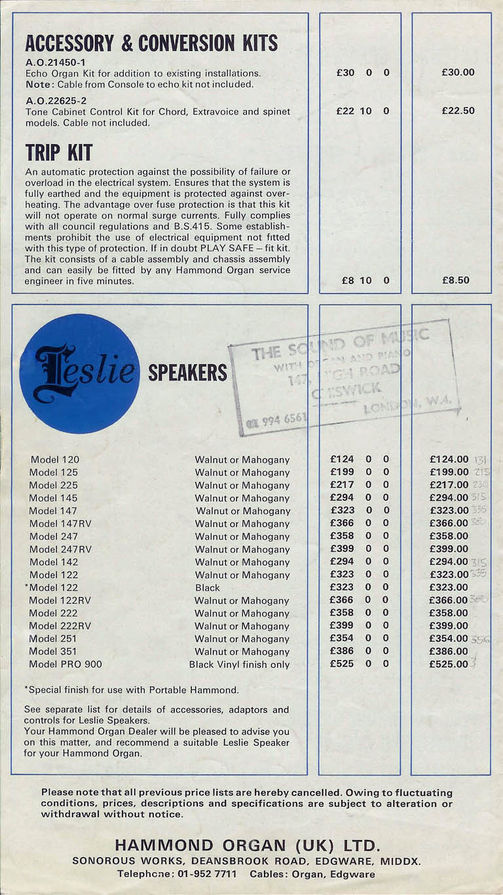 ACCESSORY & CONVERSION KITS
A.O.21450-1
Echo Organ Kit for addition to existing installations. £30 0 0 £30.00
Note: Cable from Console to echo kit not included.
A.O.22625-2
Tone Cabinet Control Kit for Chord, Extravoice and spinet £22 10 0 £22.50
models. Cable not included.
TRIP KIT
An automatic protection against the possibility of failure or
overload in the electrical system. Ensures that the system is
fully earthed and the equipment is protected against over-
heating. The advantage over fuse protection is that this kit
will not operate on normal surge currents. Fully complies
with all council regulations and B.S.415. Some establish-
ments prohibit the use of electrical equipment not fitted
with this type of protection. If in doubt PLAY SAFE – fit kit.
The kit consists of a cable assembly and chassis assembly
and can easily be fitted by any Hammond Organ service
engineer in five minutes. £8 10 0 £8.50
Leslie SPEAKERS
THE SOUND OF MUSIC
WITH ORGAN AND PIANO
147, HIGH ROAD
CHISWICK
LONDON, W.4.
994 6561
Model 120 Walnut or Mahogany £124 0 0 £124.00 131
Model 125 Walnut or Mahogany £199 0 0 £199.00 215
Model 225 Walnut or Mahogany £217 0 0 £217.00
Model 145 Walnut or Mahogany £294 0 0 £294.00 315
Model 147 Walnut or Mahogany £323 0 0 £323.00 335
Model 147RV Walnut or Mahogany £366 0 0 £366.00
Model 247 Walnut or Mahogany £358 0 0 £358.00
Model 247RV Walnut or Mahogany £399 0 0 £399.00
Model 142 Walnut or Mahogany £294 0 0 £294.00 315
Model 122 Walnut or Mahogany £323 0 0 £323.00 335
*Model 122 Black £323 0 0 £323.00
Model 122RV Walnut or Mahogany £366 0 0 £366.00
Model 222 Walnut or Mahogany £358 0 0 £358.00
Model 222RV Walnut or Mahogany £399 0 0 £399.00
Model 251 Walnut or Mahogany £354 0 0 £354.00
Model 351 Walnut or Mahogany £386 0 0 £386.00
Model PRO 900 Black Vinyl finish only £525 0 0 £525.00
*Special finish for use with Portable Hammond.
See separate list for details of accessories, adaptors and
controls for Leslie Speakers.
Your Hammond Organ Dealer will be pleased to advise you
on this matter, and recommend a suitable Leslie Speaker
for your Hammond Organ.
Please note that all previous price lists are hereby cancelled. Owing to fluctuating
conditions, prices, descriptions and specifications are subject to alteration or
withdrawal without notice.
HAMMOND ORGAN (UK) LTD.
SONOROUS WORKS, DEANSBROOK ROAD, EDGWARE, MIDDX.
Telephone: 01-952 7711 Cables: Organ, Edgware